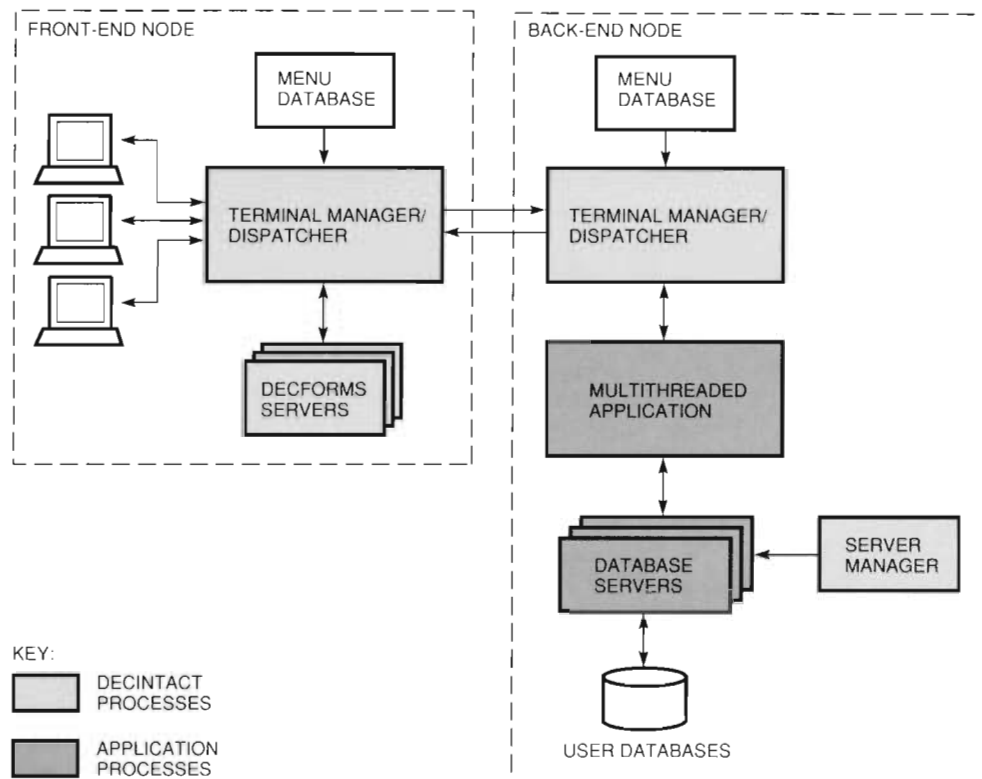 FRONT-END NODE
MENU
DATABASE
TERMINAL MANAGER/
DISPATCHER
DECFORMS
SERVERS
BACK-END NODE
MENU
DATABASE
TERMINAL MANAGER/
DISPATCHER
MULTITHREADED
APPLICATION
DATABASE
SERVERS
SERVER
MANAGER
USER DATABASES
KEY:
DECINTACT
PROCESSES
APPLICATION
PROCESSES